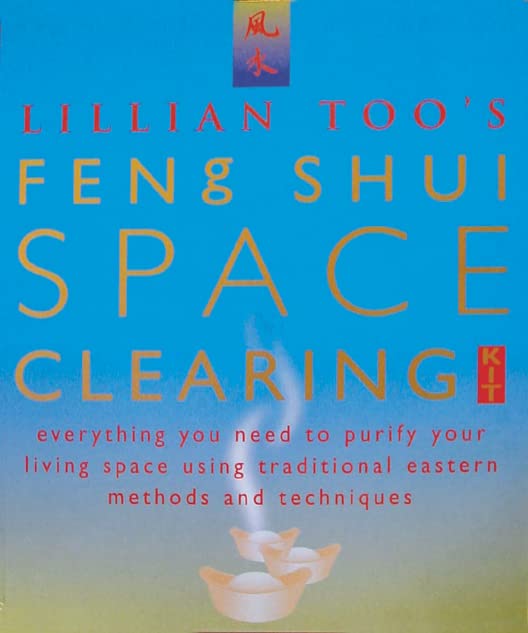 風
水
LILLIAN TOO'S
FENg SHUI
SPACE
CLEARING KIT
everything you need to purify your
living space using traditional eastern
methods and techniques